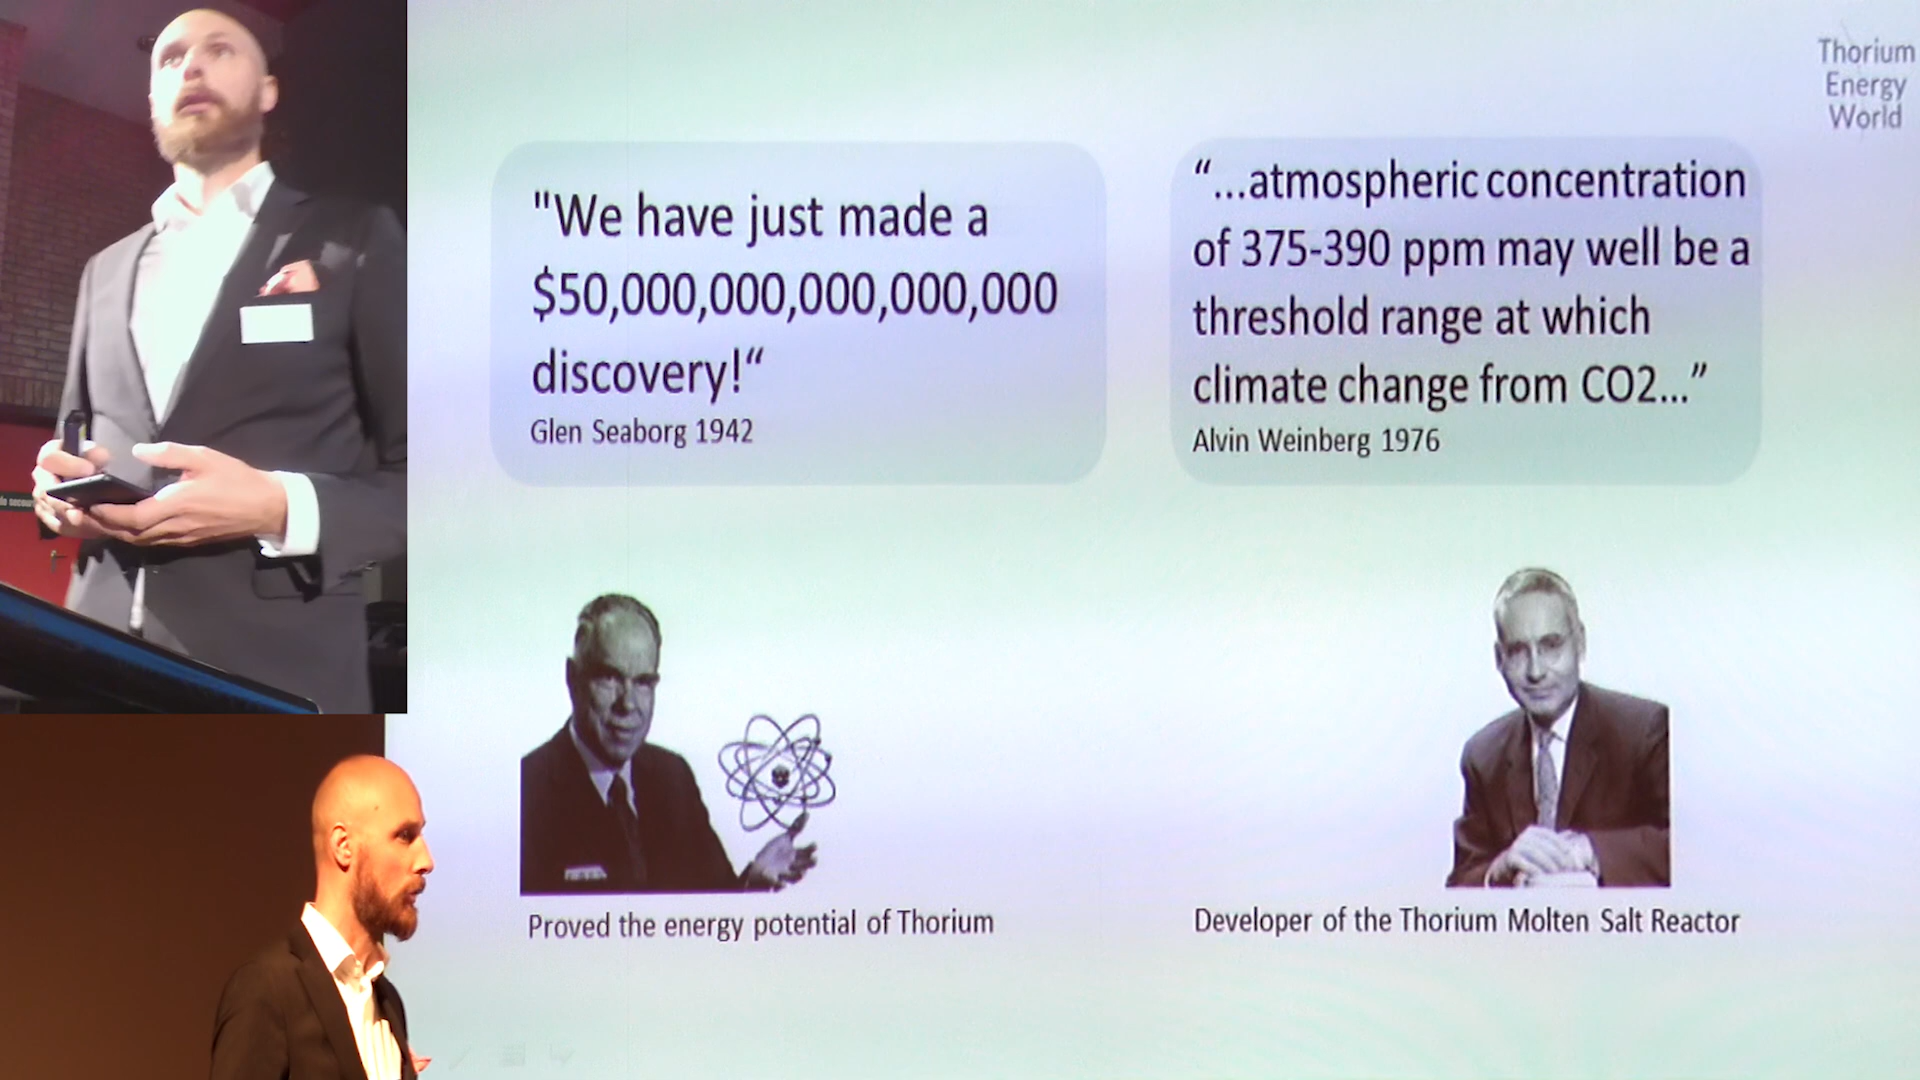 Thorium
Energy
World
"We have just made a
$50,000,000,000,000,000
discovery!“
Glen Seaborg 1942
“...atmospheric concentration
of 375-390 ppm may well be a
threshold range at which
climate change from CO2...”
Alvin Weinberg 1976
Proved the energy potential of Thorium
Developer of the Thorium Molten Salt Reactor